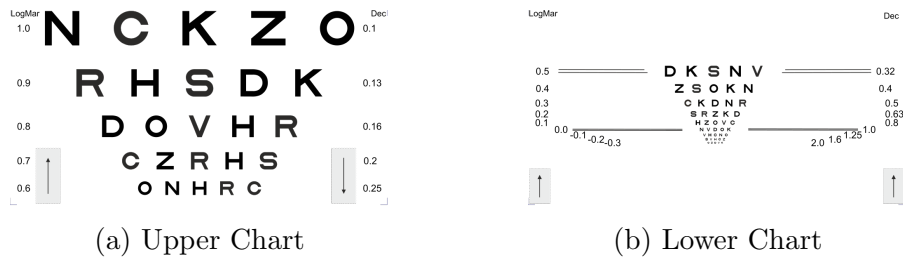 LogMar Dec
1.0 N C K Z O 0.1
0.9 R H S D K 0.13
0.8 D O V H R 0.16
0.7 C Z R H S 0.2
0.6 O N H R C 0.25
(a) Upper Chart
LogMar Dec
0.5 D K S N V 0.32
0.4 Z S O K N 0.4
0.3 C K D N R 0.5
0.2 S R Z K D 0.63
0.1 H Z O V C 0.8
0.0 N V D O K 1.0
-0.1 1.25
-0.2 1.6
-0.3 2.0
(b) Lower Chart